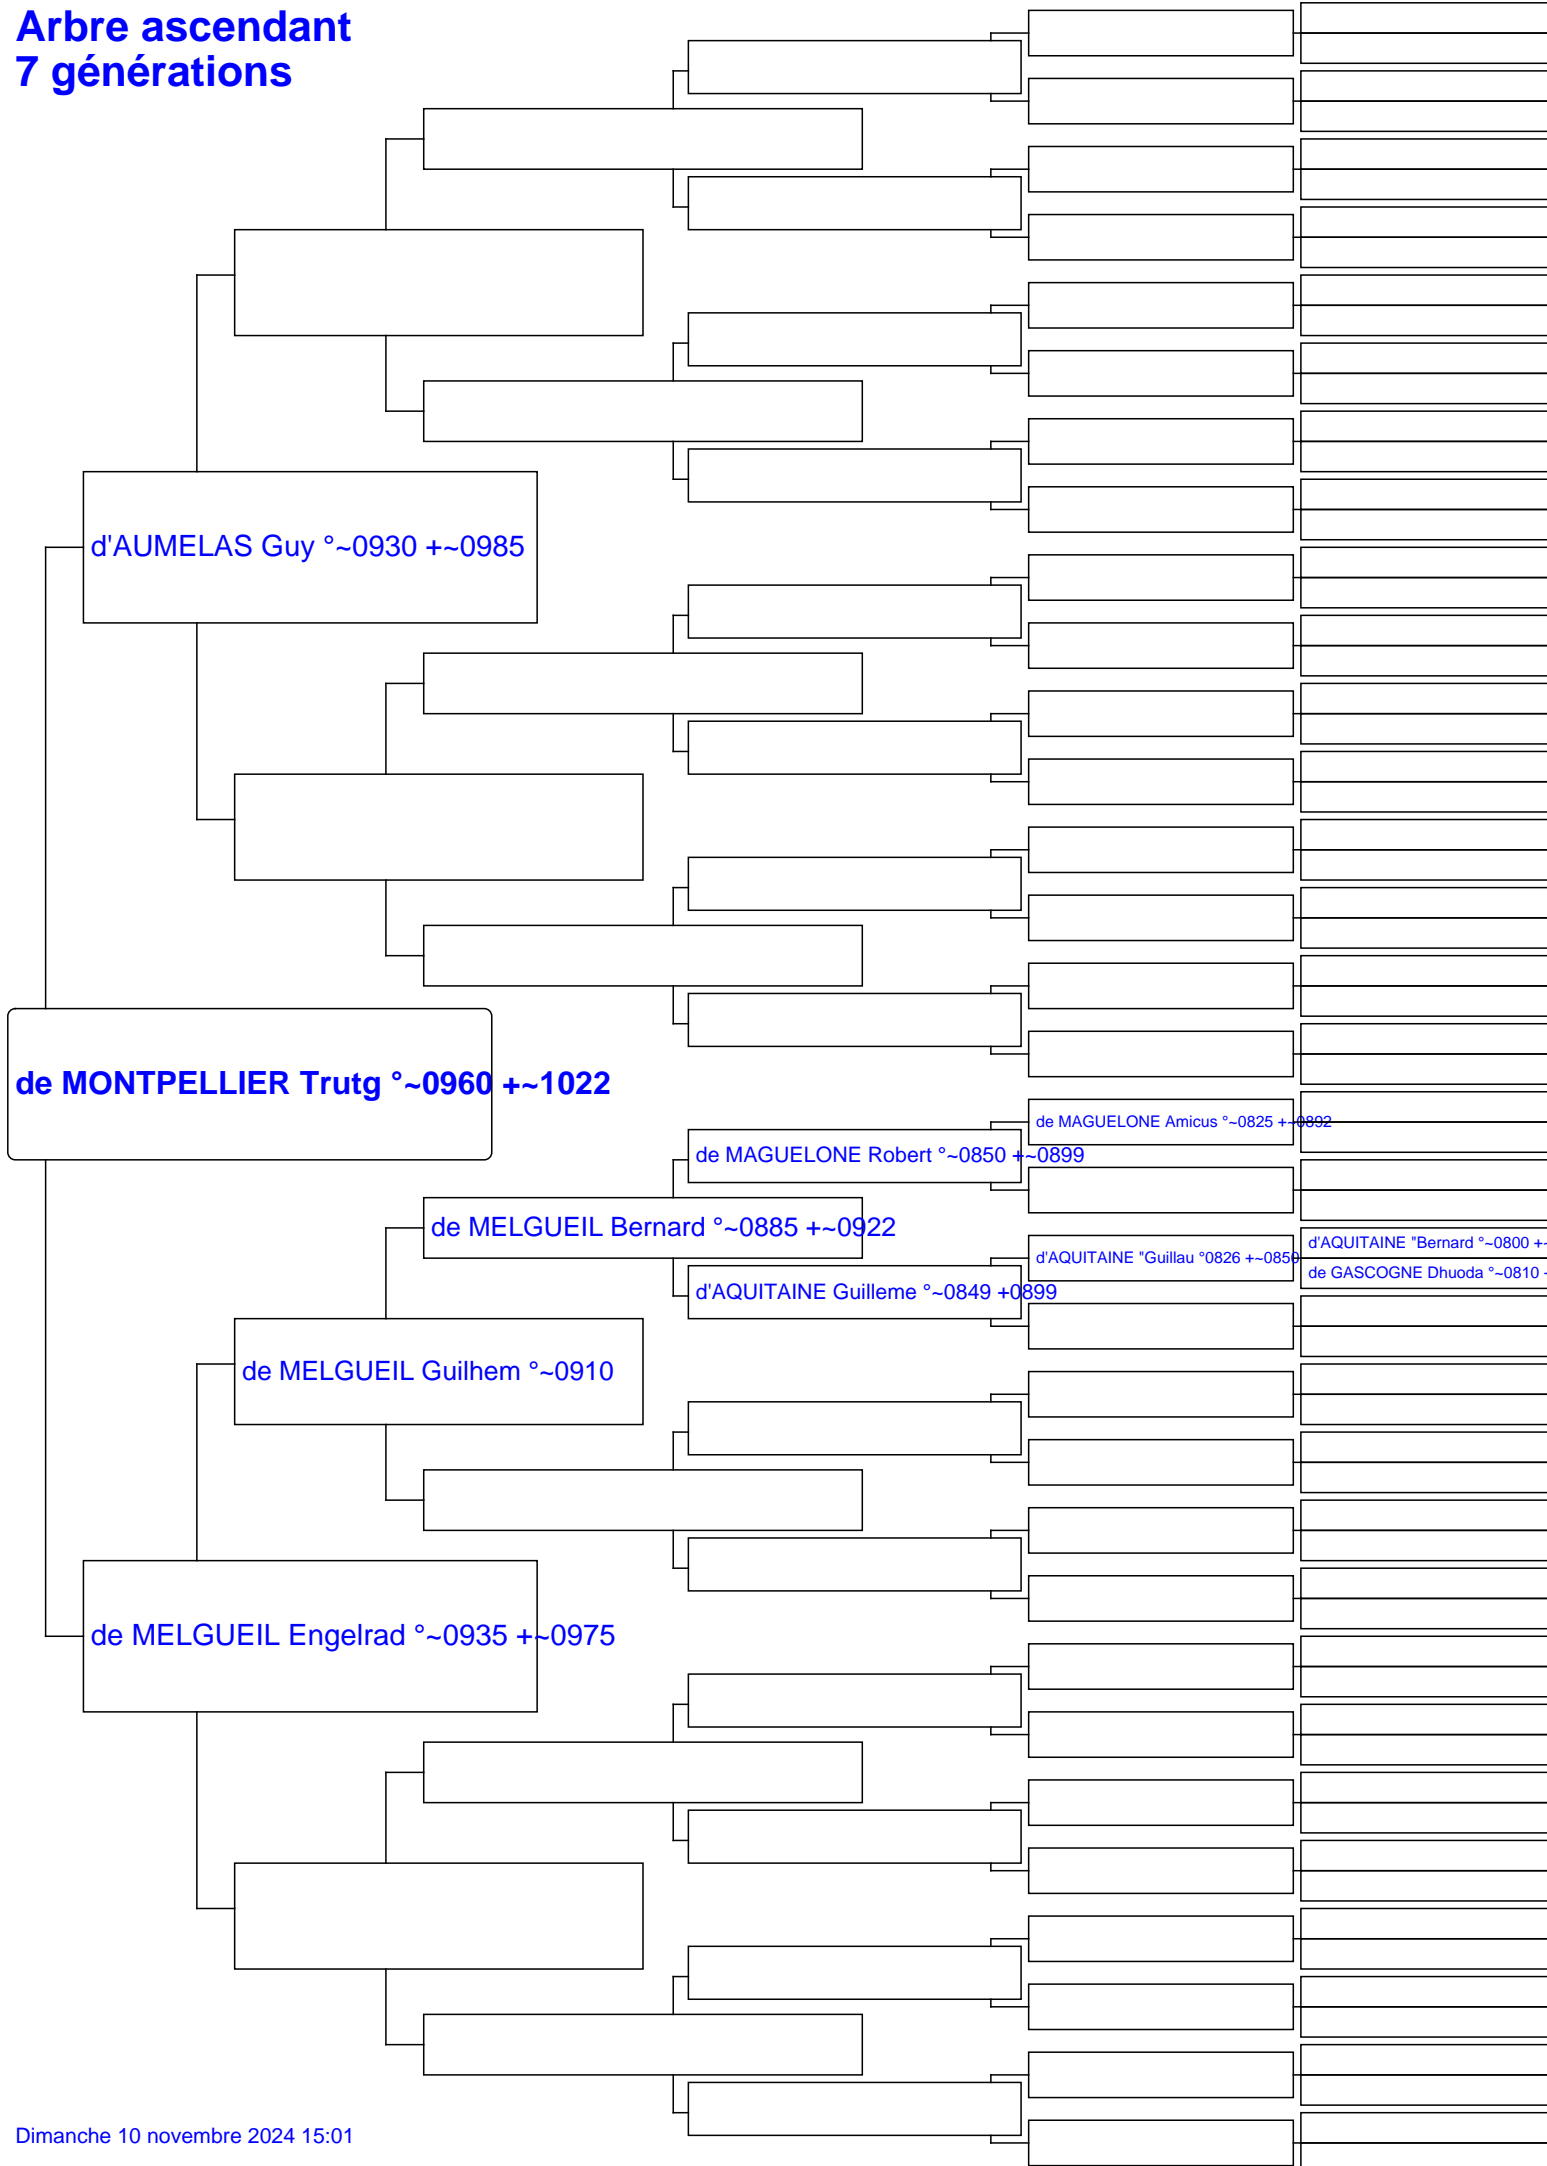 Arbre ascendant
7 générations
d'AUMELAS Guy °~0930 +~0985
de MONTPELLIER Trutg °~0960 +~1022
de MAGUELONE Amicus °~0825 +~0892
de MAGUELONE Robert °~0850 +~0899
de MELGUEIL Bernard °~0885 +~0922
d'AQUITAINE "Bernard °~0800 +~
d'AQUITAINE "Guillau °0826 +~0850
de GASCOGNE Dhuoda °~0810 +
d'AQUITAINE Guilleme °~0849 +0899
de MELGUEIL Guilhem °~0910
de MELGUEIL Engelrad °~0935 +~0975
Dimanche 10 novembre 2024 15:01